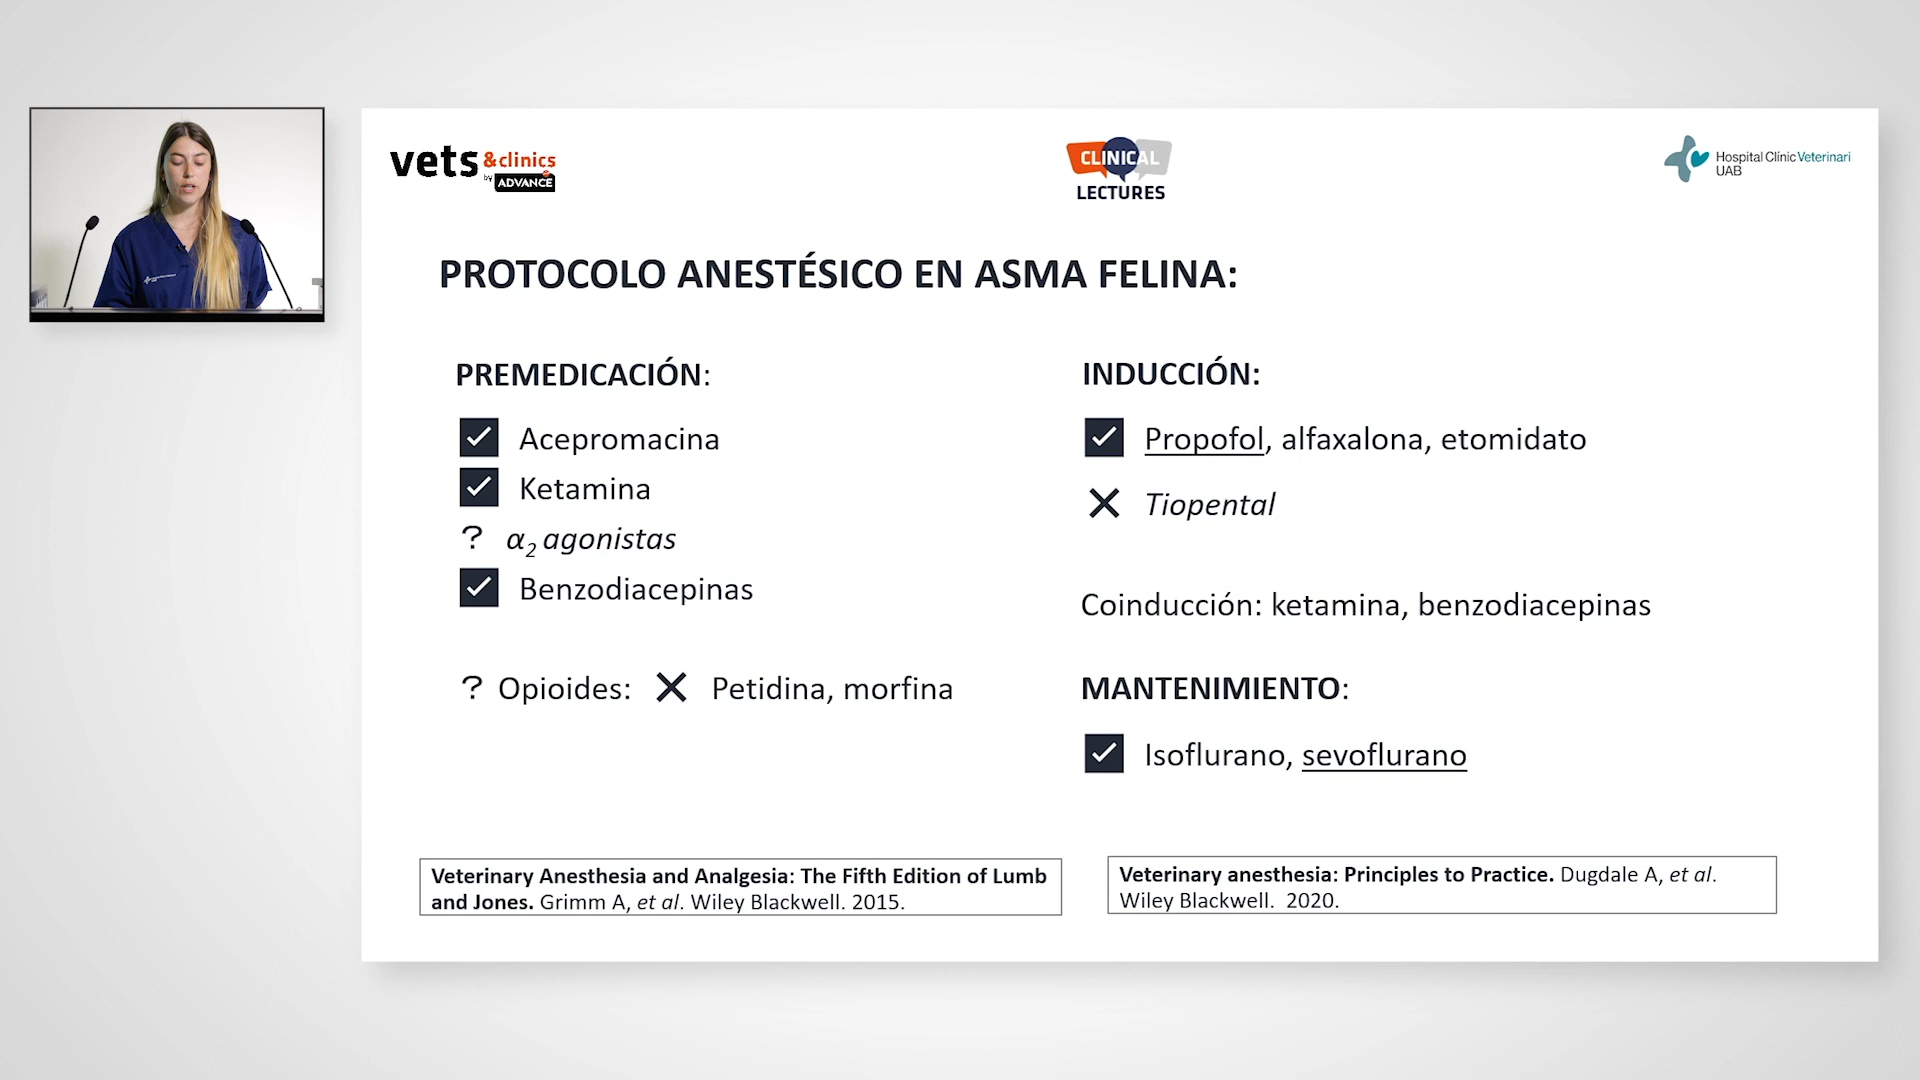 vets &clinics
by ADVANCE
CLINICAL
LECTURES
Hospital Clínic Veterinari
UAB
PROTOCOLO ANESTÉSICO EN ASMA FELINA:
PREMEDICACIÓN:
Acepromacina
Ketamina
? α2 agonistas
Benzodiacepinas
? Opioides: ✕ Petidina, morfina
INDUCCIÓN:
Propofol, alfaxalona, etomidato
✕ Tiopental
Coinducción: ketamina, benzodiacepinas
MANTENIMIENTO:
Isoflurano, sevoflurano
Veterinary Anesthesia and Analgesia: The Fifth Edition of Lumb
and Jones. Grimm A, et al. Wiley Blackwell. 2015.
Veterinary anesthesia: Principles to Practice. Dugdale A, et al.
Wiley Blackwell. 2020.